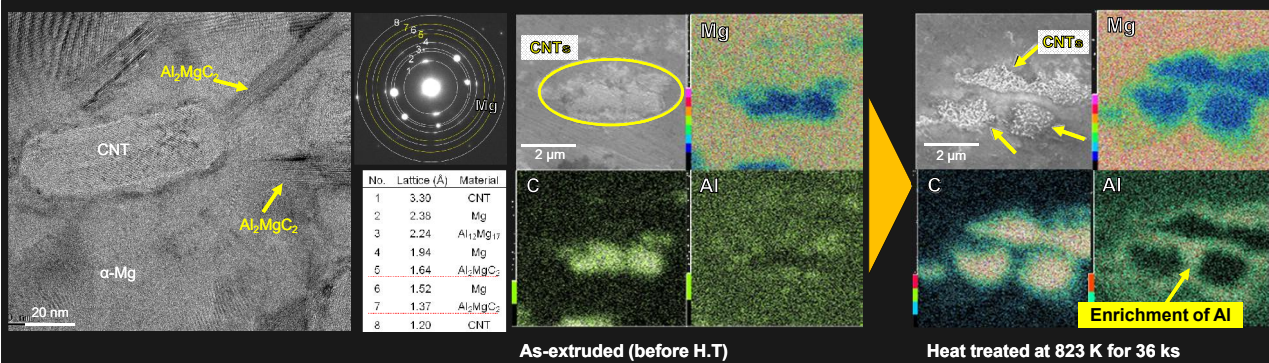 Al₂MgC₂
CNT
Al₂MgC₂
α-Mg
20 nm
8
7
6
5
4
3
2
1
Mg
No. Lattice (Å) Material
1 3.30 CNT
2 2.38 Mg
3 2.24 Al₁₂Mg₁₇
4 1.94 Mg
5 1.64 Al₂MgC₂
6 1.52 Mg
7 1.37 Al₂MgC₂
8 1.20 CNT
CNTs
2 μm
Mg
C
Al
As-extruded (before H.T)
CNTs
2 μm
Mg
C
Al
Enrichment of Al
Heat treated at 823 K for 36 ks